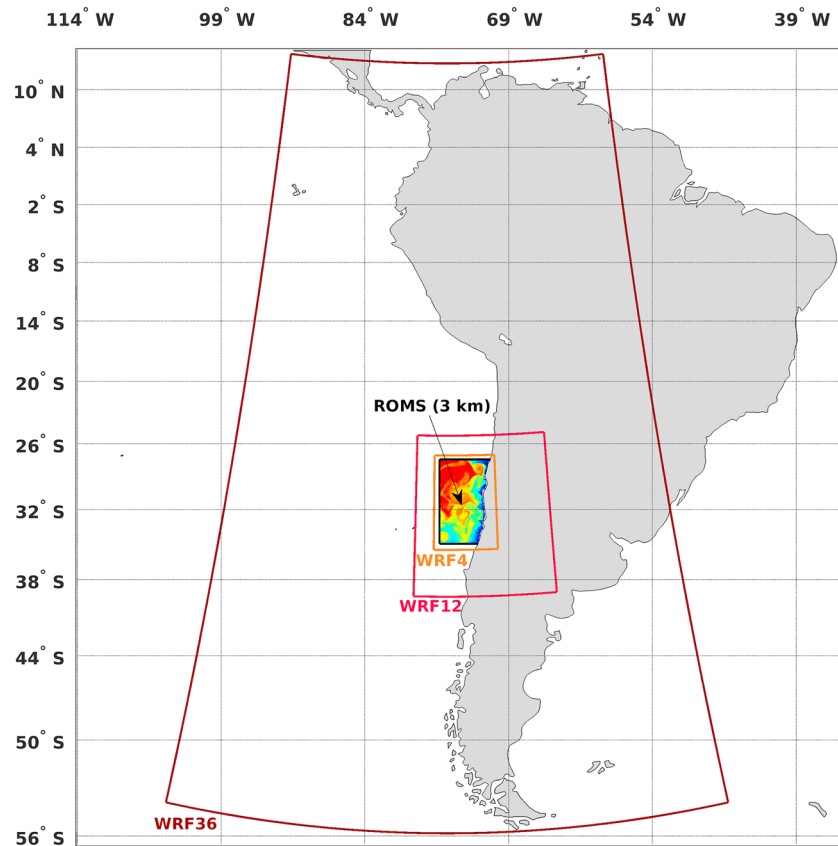 114° W 99° W 84° W 69° W 54° W 39° W
10° N
4° N
2° S
8° S
14° S
20° S
ROMS (3 km)
26° S
32° S
WRF4
38° S
WRF12
44° S
50° S
WRF36
56° S